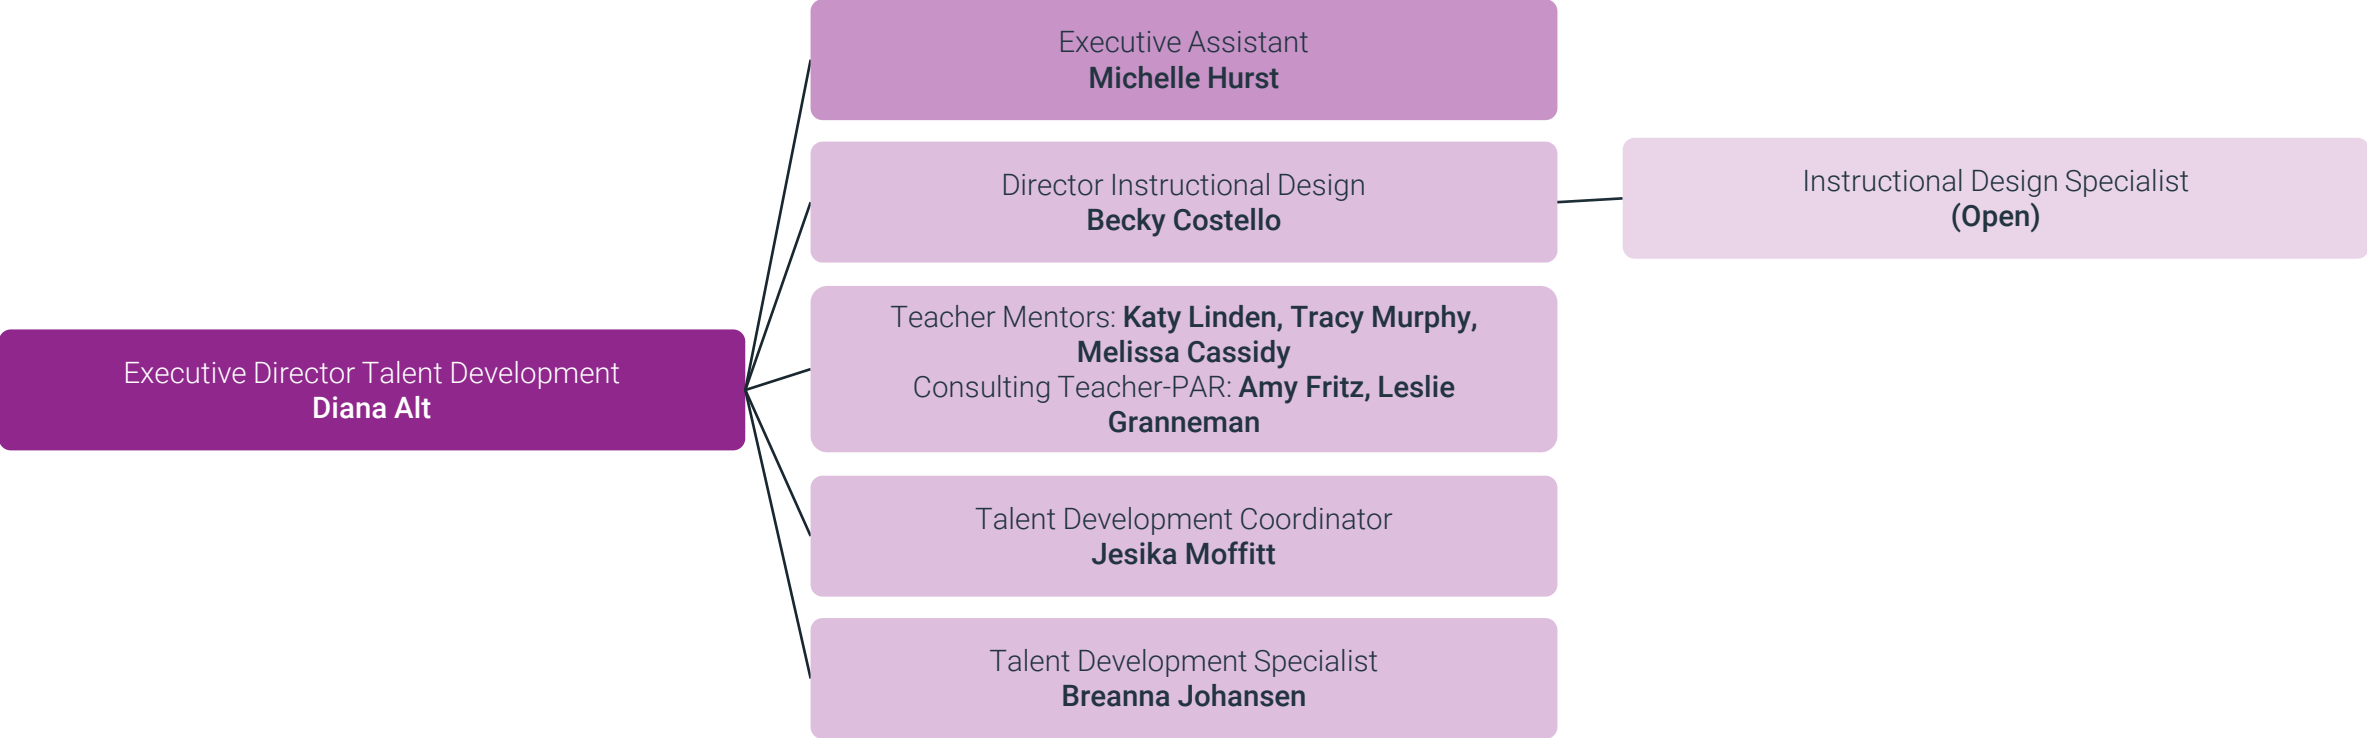 Executive Assistant
Michelle Hurst
Director Instructional Design
Becky Costello
Instructional Design Specialist
(Open)
Teacher Mentors: Katy Linden, Tracy Murphy,
Melissa Cassidy
Consulting Teacher-PAR: Amy Fritz, Leslie
Granneman
Executive Director Talent Development
Diana Alt
Talent Development Coordinator
Jesika Moffitt
Talent Development Specialist
Breanna Johansen